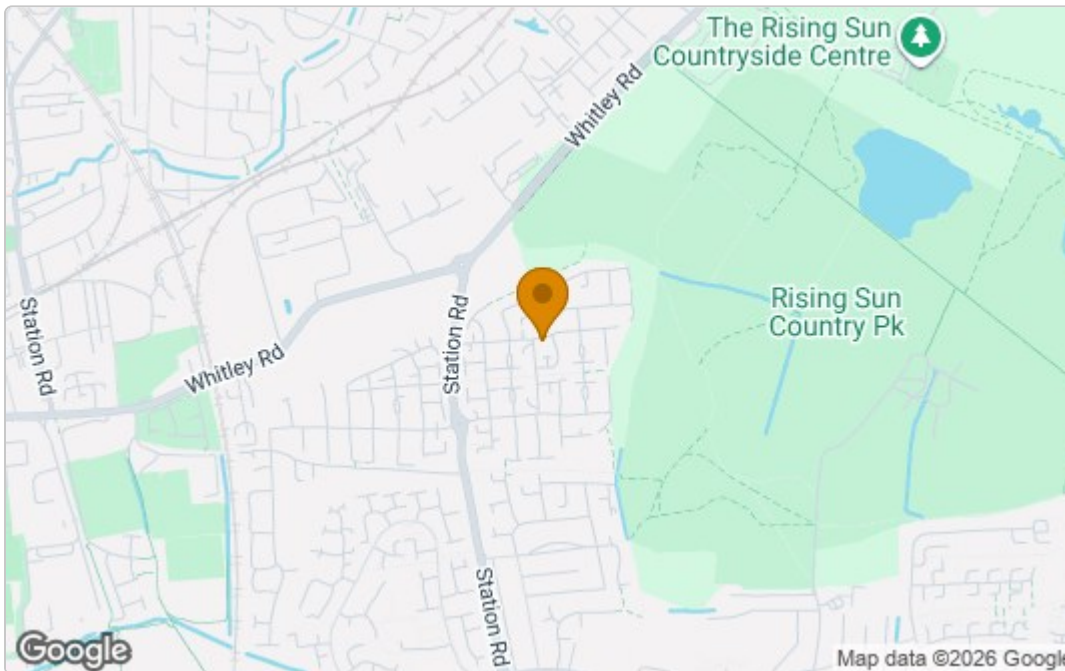 The Rising Sun
Countryside Centre
Whitley Rd
Station Rd
Station Rd
Rising Sun
Country Pk
Whitley Rd
Station Rd
Google
Map data ©2026 Google